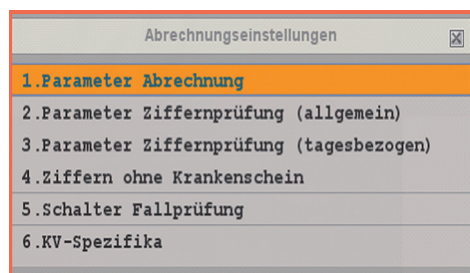 Abrechnungseinstellungen
1.Parameter Abrechnung
2.Parameter Ziffernprüfung (allgemein)
3.Parameter Ziffernprüfung (tagesbezogen)
4.Ziffern ohne Krankenschein
5.Schalter Fallprüfung
6.KV-Spezifika